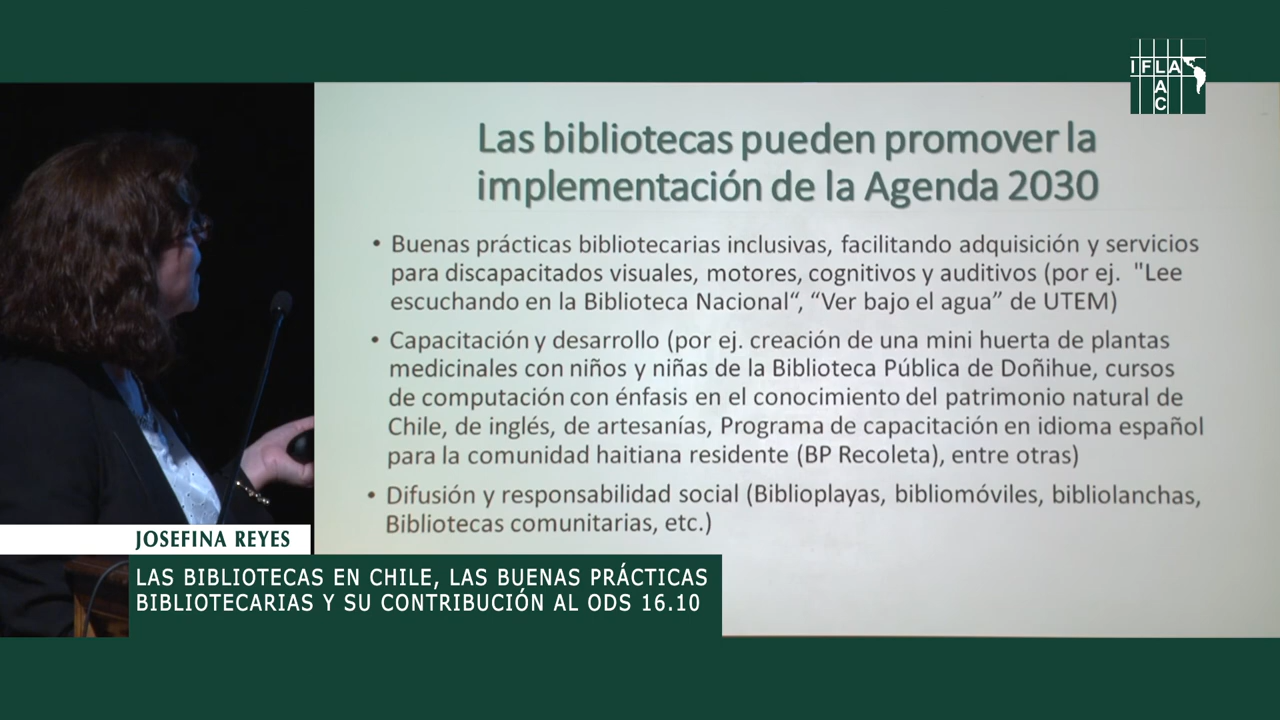 IFLA
LAC
Las bibliotecas pueden promover la
implementación de la Agenda 2030
• Buenas prácticas bibliotecarias inclusivas, facilitando adquisición y servicios
para discapacitados visuales, motores, cognitivos y auditivos (por ej. "Lee
escuchando en la Biblioteca Nacional“, “Ver bajo el agua” de UTEM)
• Capacitación y desarrollo (por ej. creación de una mini huerta de plantas
medicinales con niños y niñas de la Biblioteca Pública de Doñihue, cursos
de computación con énfasis en el conocimiento del patrimonio natural de
Chile, de inglés, de artesanías, Programa de capacitación en idioma español
para la comunidad haitiana residente (BP Recoleta), entre otras)
• Difusión y responsabilidad social (Biblioplayas, bibliomóviles, bibliolanchas,
Bibliotecas comunitarias, etc.)
JOSEFINA REYES
LAS BIBLIOTECAS EN CHILE, LAS BUENAS PRÁCTICAS
BIBLIOTECARIAS Y SU CONTRIBUCIÓN AL ODS 16.10